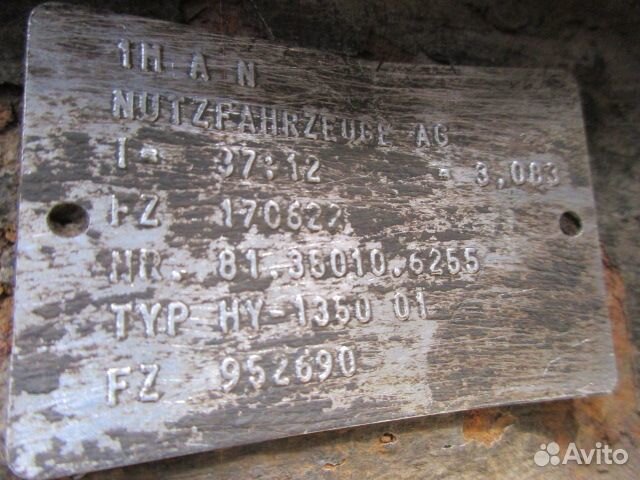 1M A N
NUTZFAHRZEUGE AG
I= 37:12 = 3,083
FZ 170622
NR. 81.35010.6255
TYP HY-1350 01
FZ 952690
Avito